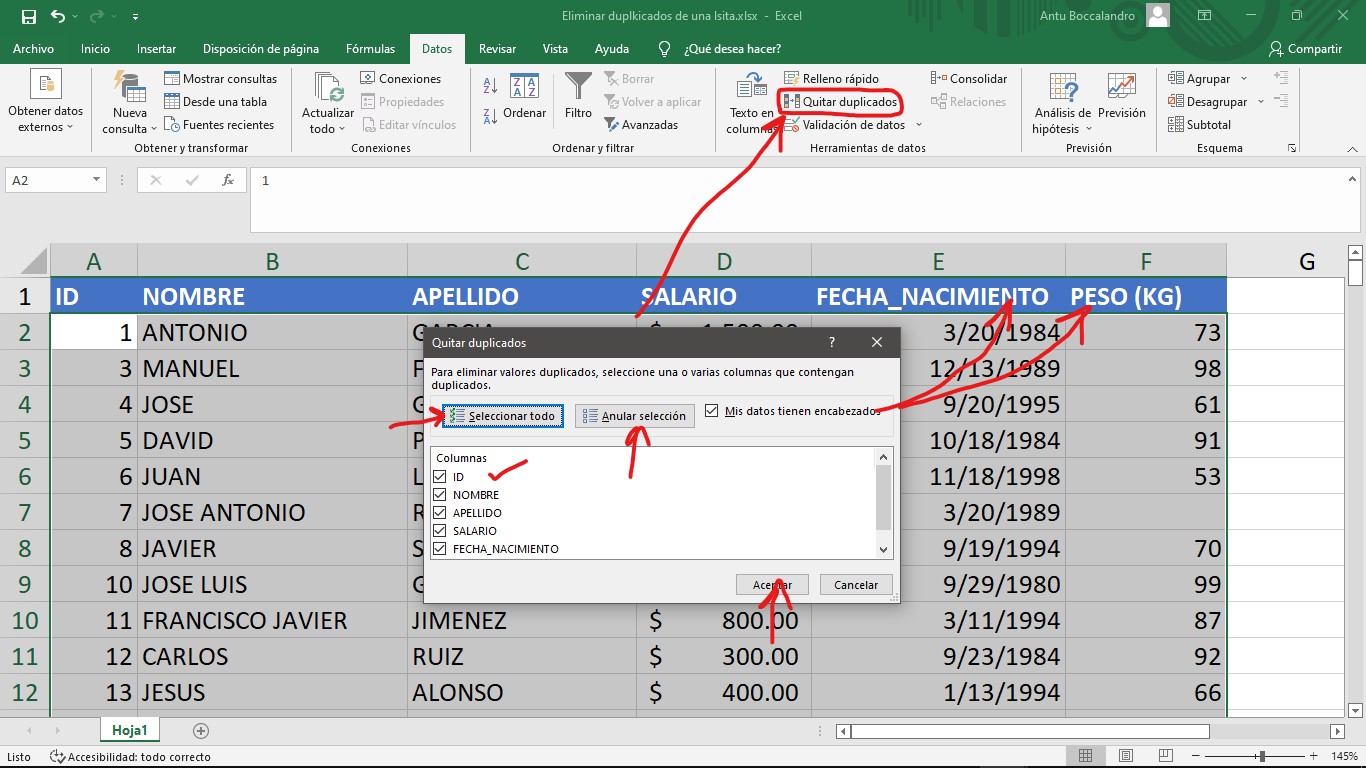 Eliminar duplkicados de una lsita.xlsx - Excel
Antu Boccalandro
Archivo Inicio Insertar Disposición de página Fórmulas Datos Revisar Vista Ayuda ¿Qué desea hacer? Compartir
Obtener datos externos
Nueva consulta
Mostrar consultas
Desde una tabla
Fuentes recientes
Obtener y transformar
Actualizar todo
Conexiones
Propiedades
Editar vínculos
Conexiones
Ordenar
Filtro
Borrar
Volver a aplicar
Avanzadas
Ordenar y filtrar
Texto en columnas
Relleno rápido
Quitar duplicados
Validación de datos
Consolidar
Relaciones
Herramientas de datos
Análisis de hipótesis
Previsión
Previsión
Agrupar
Desagrupar
Subtotal
Esquema
A2 fx 1
A B C D E F G
1 ID NOMBRE APELLIDO SALARIO FECHA_NACIMIENTO PESO (KG)
2 1 ANTONIO GARCIA $ 1,500.00 3/20/1984 73
3 3 MANUEL 12/13/1989 98
4 4 JOSE 9/20/1995 61
5 5 DAVID 10/18/1984 91
6 6 JUAN 11/18/1998 53
7 7 JOSE ANTONIO 3/20/1989
8 8 JAVIER 9/19/1994 70
9 10 JOSE LUIS 9/29/1980 99
10 11 FRANCISCO JAVIER JIMENEZ $ 800.00 3/11/1994 87
11 12 CARLOS RUIZ $ 300.00 9/23/1984 92
12 13 JESUS ALONSO $ 400.00 1/13/1994 66
Quitar duplicados ?
Para eliminar valores duplicados, seleccione una o varias columnas que contengan
duplicados.
Seleccionar todo Anular selección Mis datos tienen encabezados
Columnas
ID
NOMBRE
APELLIDO
SALARIO
FECHA_NACIMIENTO
Aceptar Cancelar
Hoja1
Listo Accesibilidad: todo correcto 145%